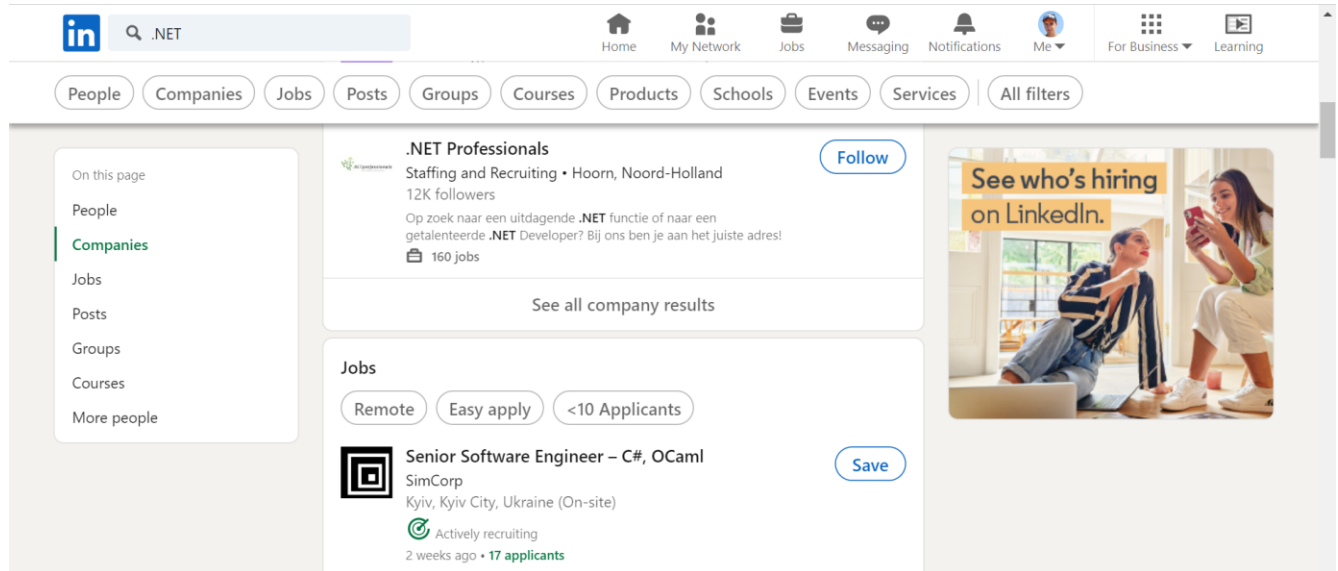 in
.NET
Home
My Network
Jobs
Messaging
Notifications
Me
For Business
Learning
People
Companies
Jobs
Posts
Groups
Courses
Products
Schools
Events
Services
All filters
On this page
People
Companies
Jobs
Posts
Groups
Courses
More people
.NET Professionals
Staffing and Recruiting • Hoorn, Noord-Holland
12K followers
Op zoek naar een uitdagende .NET functie of naar een
getalenteerde .NET Developer? Bij ons ben je aan het juiste adres!
160 jobs
Follow
See all company results
Jobs
Remote
Easy apply
<10 Applicants
Senior Software Engineer – C#, OCaml
SimCorp
Kyiv, Kyiv City, Ukraine (On-site)
Actively recruiting
2 weeks ago • 17 applicants
Save
See who's hiring
on LinkedIn.